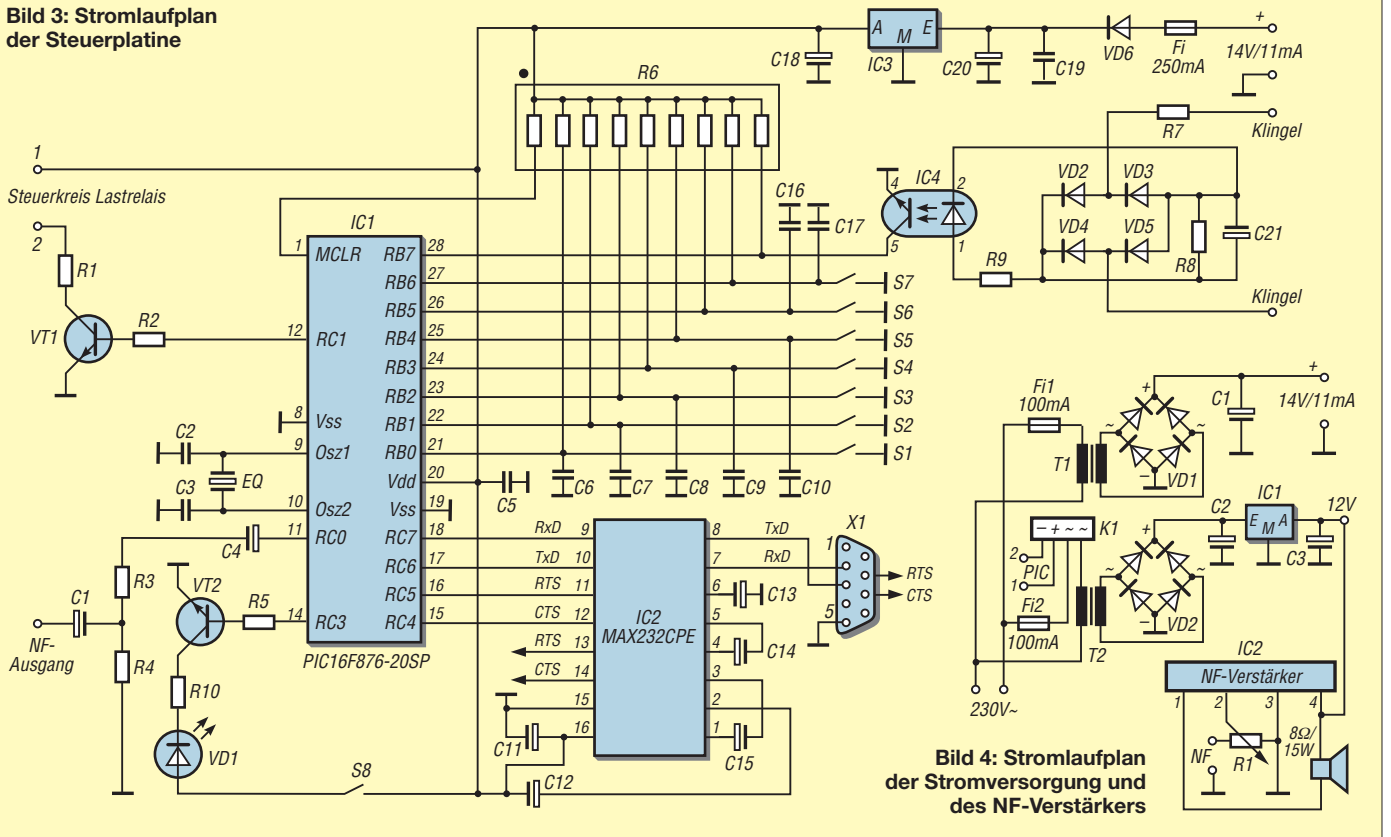 Bild 3: Stromlaufplan
der Steuerplatine
+
14V/11mA
Fi
250mA
VD6
C19
C20
A M E
IC3
C18
R6
R7
Klingel
1
Steuerkreis Lastrelais
2
R1
R2
VT1
IC1
1 MCLR RB7 28
RB6 27
RB5 26
12 RC1 RB4 25
RB3 24
RB2 23
8 Vss RB1 22
9 Osz1 RB0 21
Vdd 20
10 Osz2 Vss 19
11 RC0 RC7 18
RC6 17
RC5 16
14 RC3 RC4 15
PIC16F876-20SP
C16
C17
4 IC4 2
5 1
R9
VD2 VD3
VD4 VD5
R8
C21
Klingel
S7
S6
S5
S4
S3
S2
S1
C2
C3
EQ
C4
C5
C6
C7
C8
C9
C10
R3
C1
NF-
Ausgang
R4
VT2
R5
R10
VD1
S8
RxD 9
TxD 10
RTS 11
CTS 12
RTS 13
CTS 14
15
16
IC2
MAX232CPE
8 TxD
7 RxD
6 C13
5
4 C14
3
2
1 C15
C11
C12
X1
1
5
RTS
CTS
Fi1
100mA
T1
+
~ ~
–
VD1
C1
+
14V/11mA
– + ~ ~ K1
2
PIC
1
Fi2
100mA
T2
230V~
+
~ ~
–
VD2
C2
IC1
E M A
12V
C3
IC2
NF-Verstärker
1 2 3 4
8Ω/
15W
NF
R1
Bild 4: Stromlaufplan
der Stromversorgung und
des NF-Verstärkers